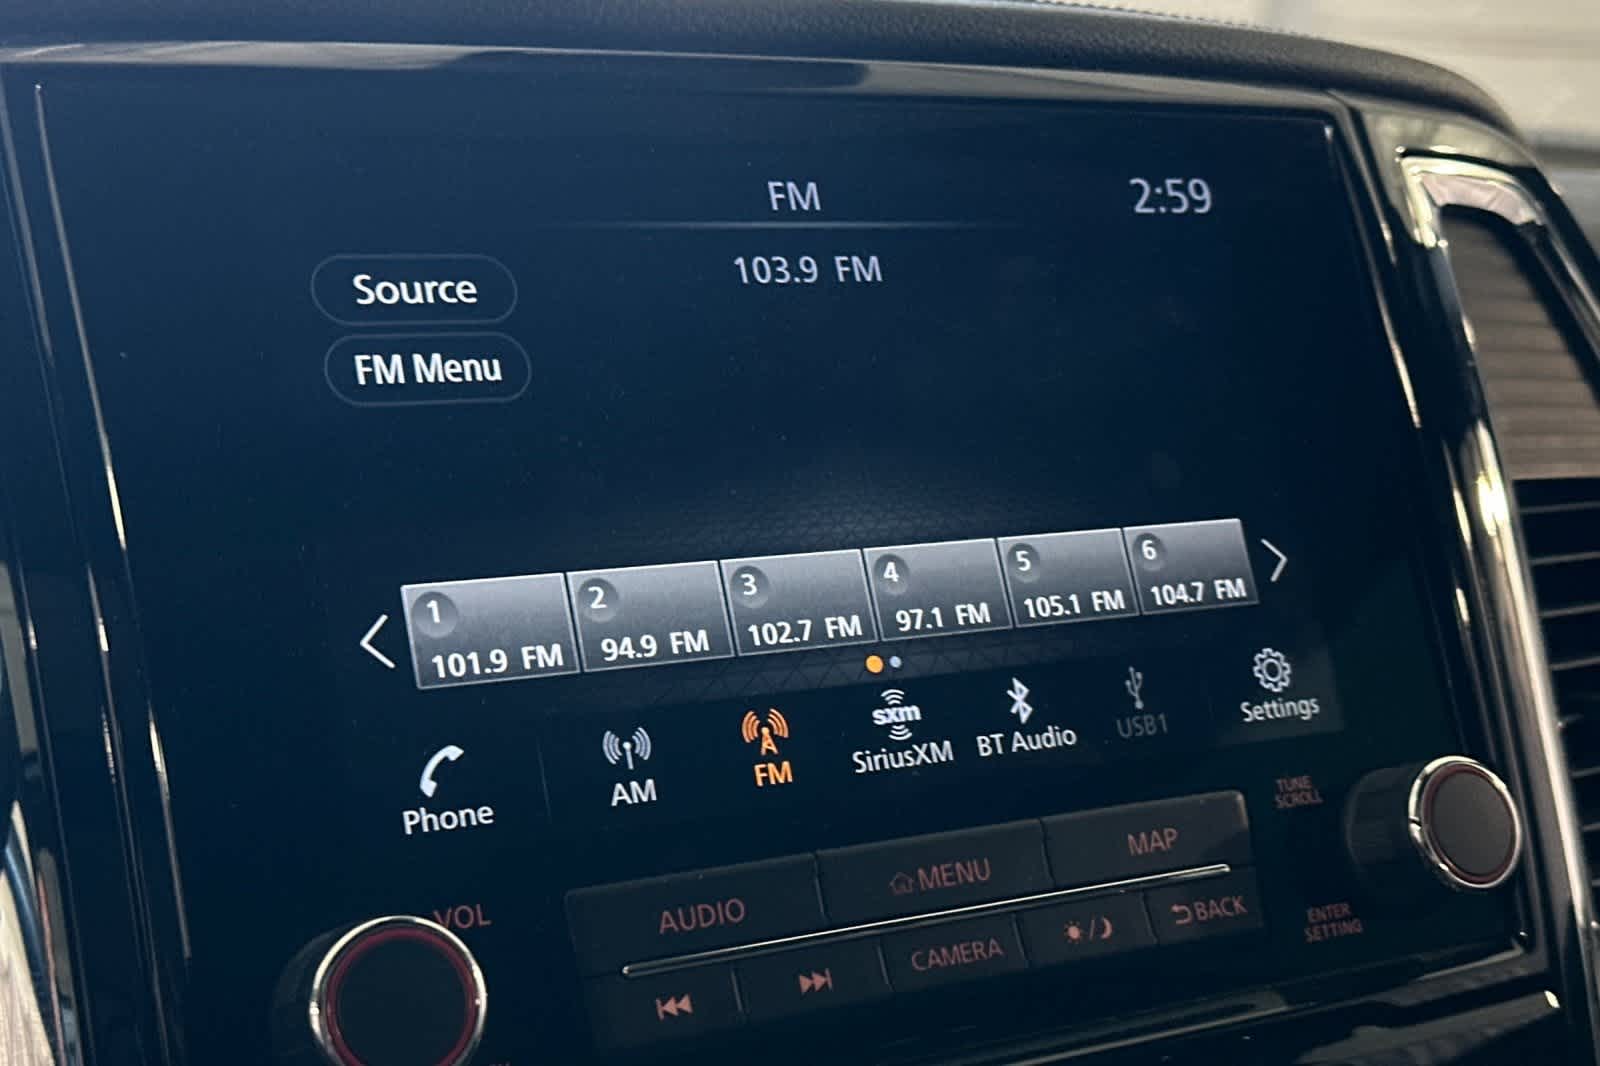 FM
2:59
103.9 FM
Source
FM Menu
1
101.9 FM
2
94.9 FM
3
102.7 FM
4
97.1 FM
5
105.1 FM
6
104.7 FM
Phone
AM
FM
sxm
SiriusXM
BT Audio
USB1
Settings
VOL
AUDIO
MENU
MAP
TUNE
SCROLL
CAMERA
BACK
ENTER
SETTING